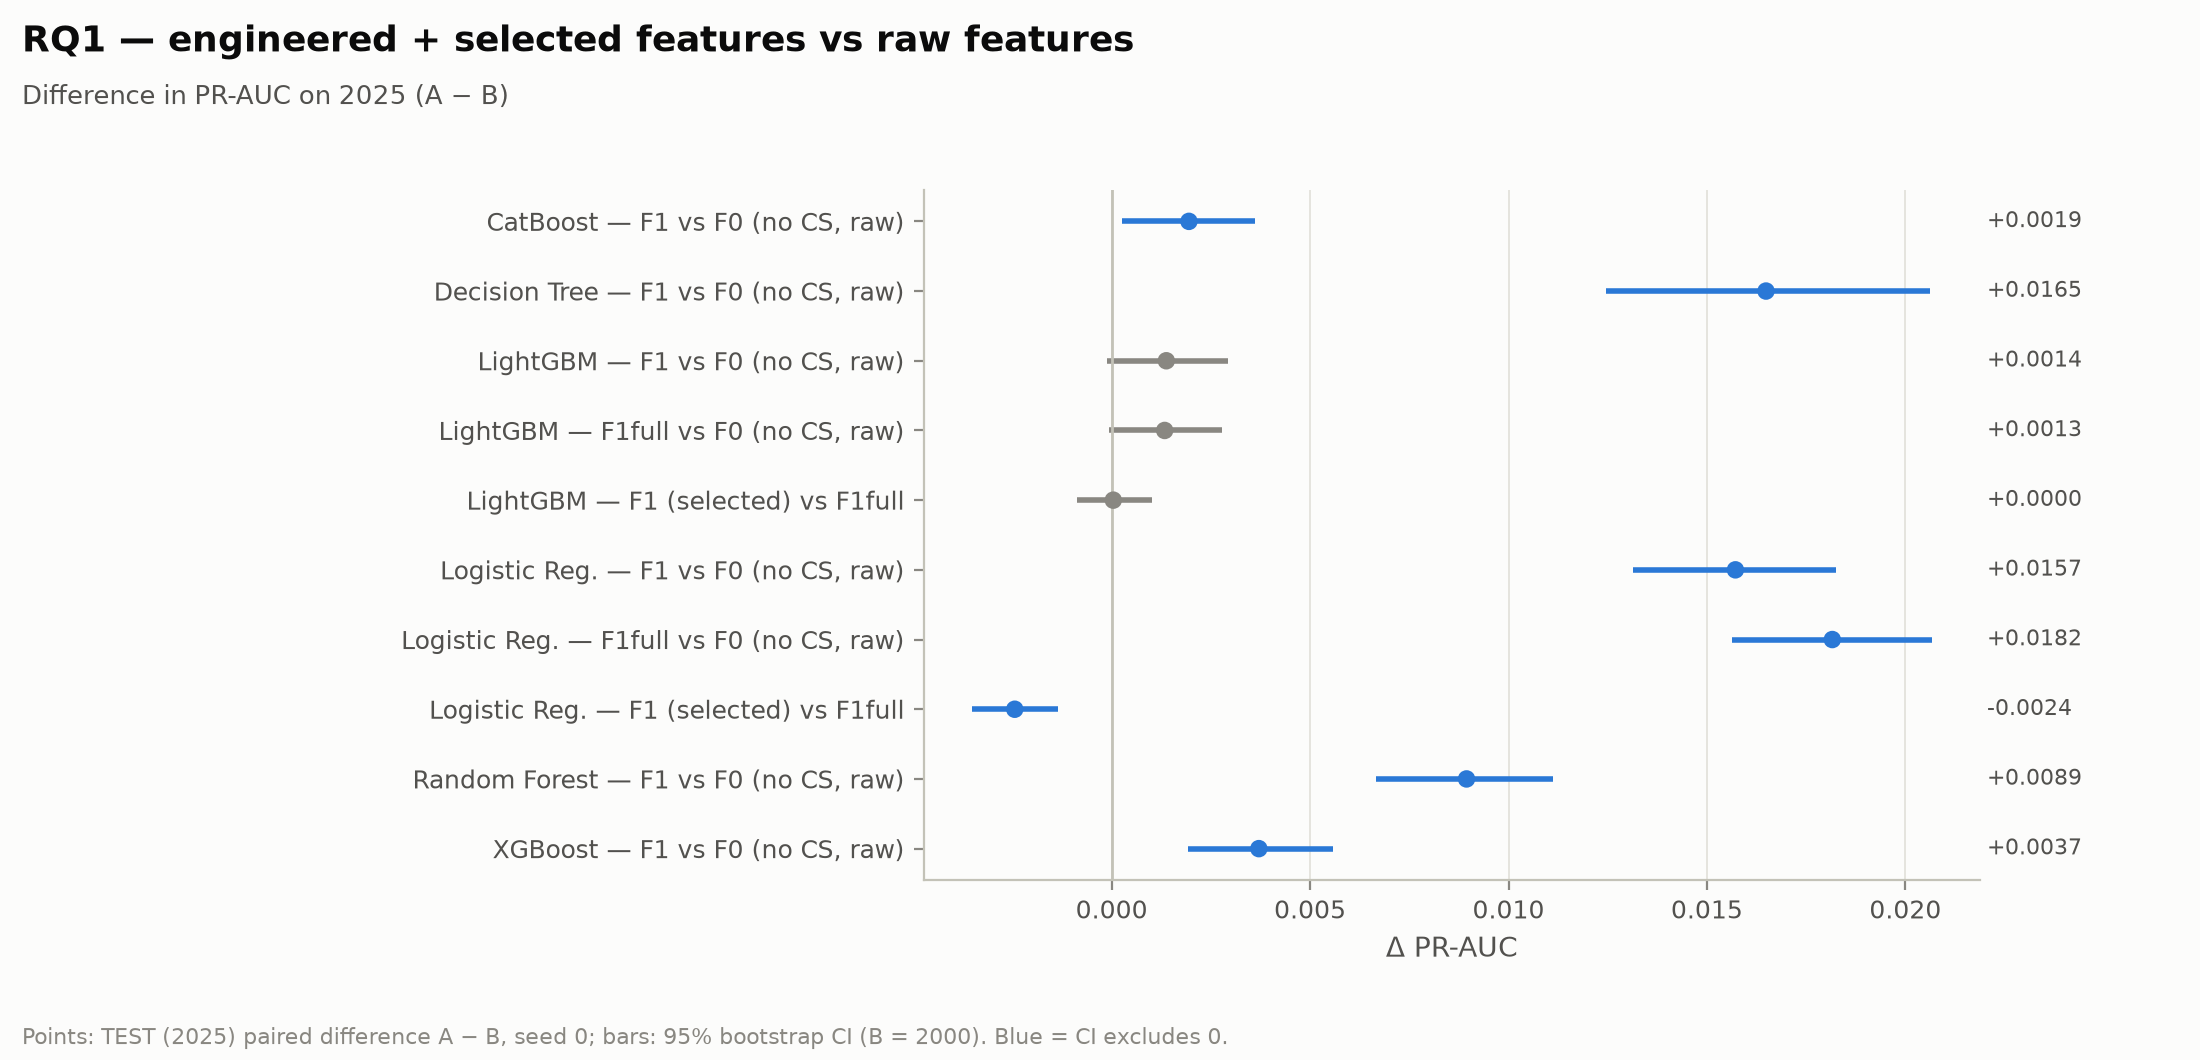 RQ1 — engineered + selected features vs raw features
Difference in PR-AUC on 2025 (A − B)
CatBoost — F1 vs F0 (no CS, raw) +0.0019
Decision Tree — F1 vs F0 (no CS, raw) +0.0165
LightGBM — F1 vs F0 (no CS, raw) +0.0014
LightGBM — F1full vs F0 (no CS, raw) +0.0013
LightGBM — F1 (selected) vs F1full +0.0000
Logistic Reg. — F1 vs F0 (no CS, raw) +0.0157
Logistic Reg. — F1full vs F0 (no CS, raw) +0.0182
Logistic Reg. — F1 (selected) vs F1full -0.0024
Random Forest — F1 vs F0 (no CS, raw) +0.0089
XGBoost — F1 vs F0 (no CS, raw) +0.0037
0.000 0.005 0.010 0.015 0.020
Δ PR-AUC
Points: TEST (2025) paired difference A − B, seed 0; bars: 95% bootstrap CI (B = 2000). Blue = CI excludes 0.